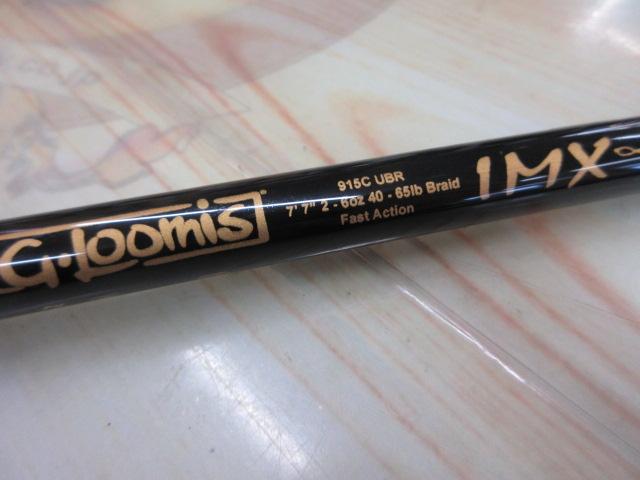 G.Loomis
915C UBR
7' 7" 2 - 6oz 40 - 65lb Braid
Fast Action
IMX